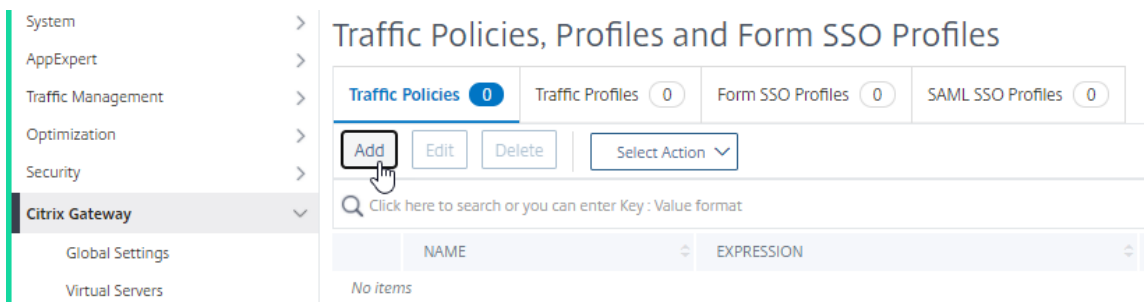 System
AppExpert
Traffic Management
Optimization
Security
Citrix Gateway
Global Settings
Virtual Servers
Traffic Policies, Profiles and Form SSO Profiles
Traffic Policies 0 Traffic Profiles 0 Form SSO Profiles 0 SAML SSO Profiles 0
Add Edit Delete Select Action
Click here to search or you can enter Key : Value format
NAME EXPRESSION
No items